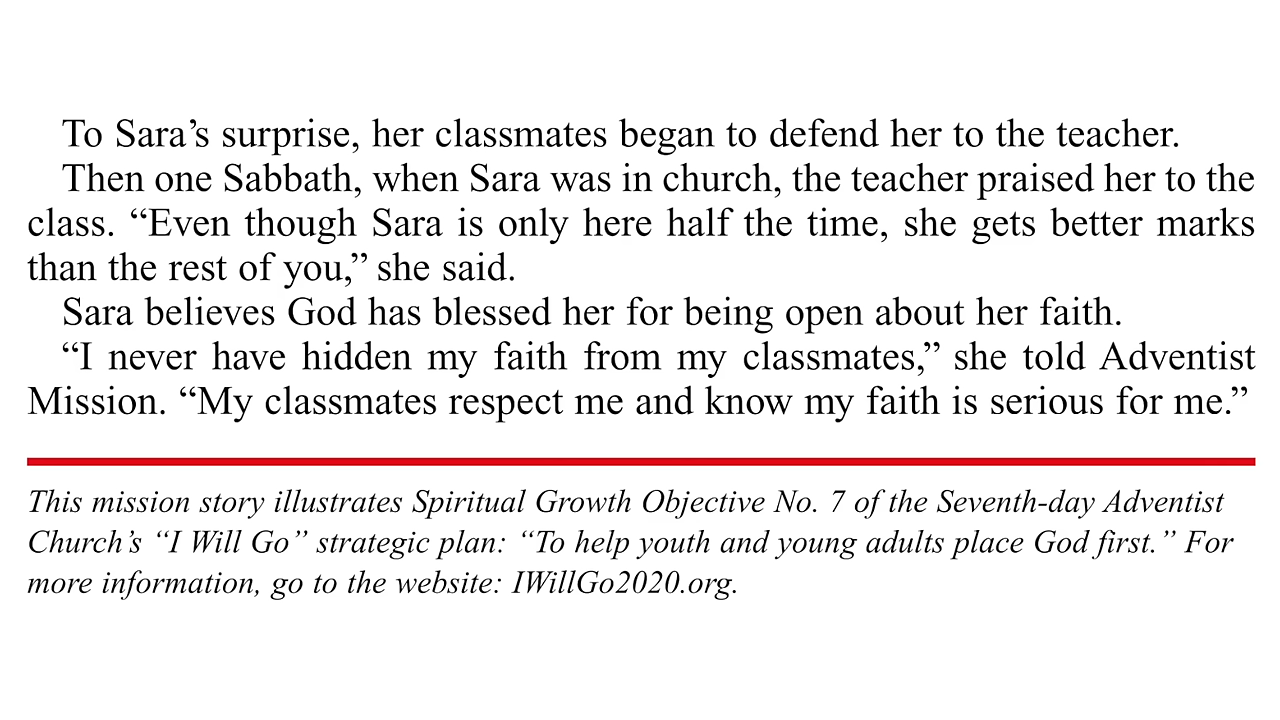 To Sara’s surprise, her classmates began to defend her to the teacher.
Then one Sabbath, when Sara was in church, the teacher praised her to the
class. “Even though Sara is only here half the time, she gets better marks
than the rest of you,” she said.
Sara believes God has blessed her for being open about her faith.
“I never have hidden my faith from my classmates,” she told Adventist
Mission. “My classmates respect me and know my faith is serious for me.”
This mission story illustrates Spiritual Growth Objective No. 7 of the Seventh-day Adventist
Church’s “I Will Go” strategic plan: “To help youth and young adults place God first.” For
more information, go to the website: IWillGo2020.org.